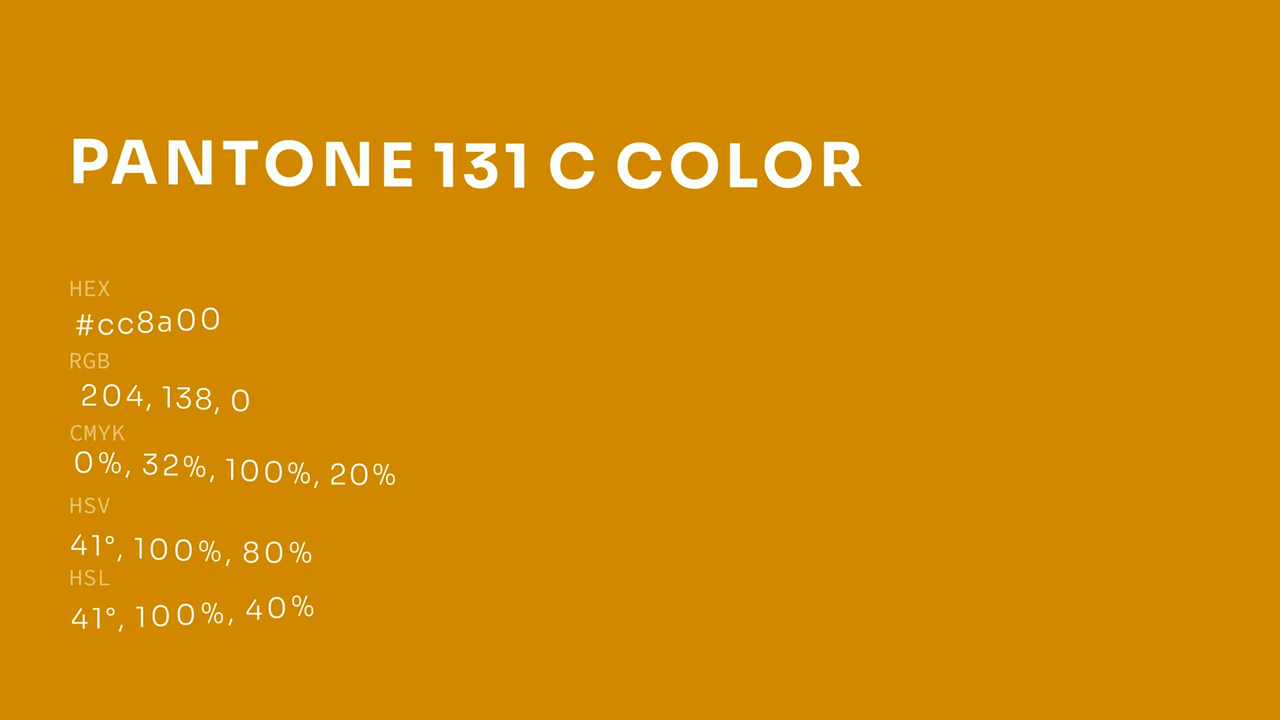 PANTONE 131 C COLOR
HEX
#cc8a00
RGB
204, 138, 0
CMYK
0%, 32%, 100%, 20%
HSV
41°, 100%, 80%
HSL
41°, 100%, 40%